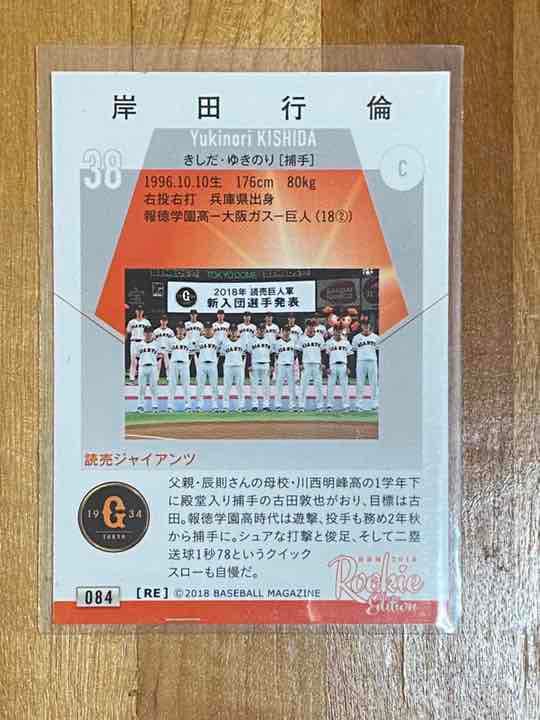 岸田行倫
Yukinori KISHIDA
38
きしだ・ゆきのり［捕手］
C
1996.10.10生 176cm 80kg
右投右打 兵庫県出身
報徳学園高ー大阪ガスー巨人（18②）
TOKYO DOME
2018年 読売巨人軍
新入団選手発表
G
読売ジャイアンツ
父親・辰則さんの母校・川西明峰高の1学年下
に殿堂入り捕手の古田敦也がおり、目標は古
田。報徳学園高時代は遊撃、投手も務め2年秋
から捕手に。シュアな打撃と俊足、そして二塁
送球1秒78というクイック
スローも自慢だ。
19 G 34
TOKYO
084
[RE] ©2018 BASEBALL MAGAZINE
2018
Rookie
Edition